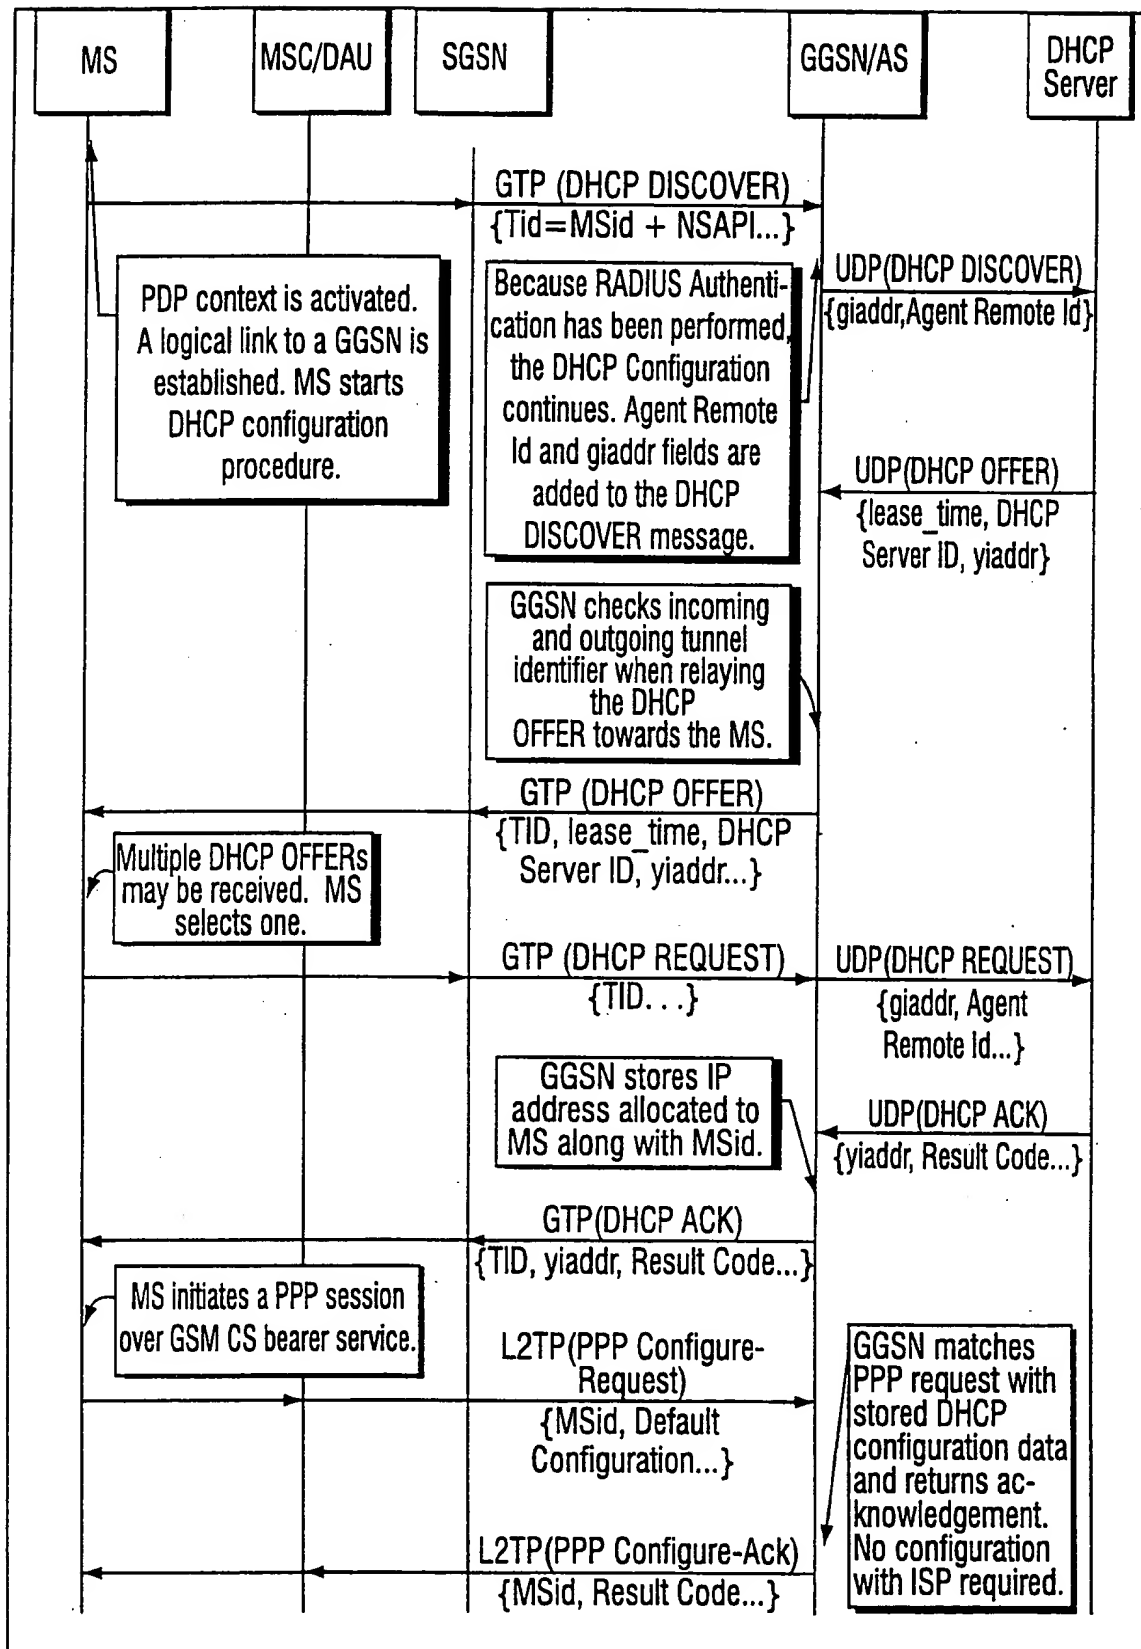 MS
MSC/DAU
SGSN
GGSN/AS
DHCP
Server
GTP (DHCP DISCOVER)
{Tid=MSid + NSAPI...}
PDP context is activated.
A logical link to a GGSN is
established. MS starts
DHCP configuration
procedure.
Because RADIUS Authenti-
cation has been performed,
the DHCP Configuration
continues. Agent Remote
Id and giaddr fields are
added to the DHCP
DISCOVER message.
UDP(DHCP DISCOVER)
{giaddr,Agent Remote Id}
UDP(DHCP OFFER)
{lease_time, DHCP
Server ID, yiaddr}
GGSN checks incoming
and outgoing tunnel
identifier when relaying
the DHCP
OFFER towards the MS.
GTP (DHCP OFFER)
{TID, lease_time, DHCP
Server ID, yiaddr...}
Multiple DHCP OFFERs
may be received. MS
selects one.
GTP (DHCP REQUEST)
{TID. . .}
UDP(DHCP REQUEST)
{giaddr, Agent
Remote Id...}
GGSN stores IP
address allocated to
MS along with MSid.
UDP(DHCP ACK)
{yiaddr, Result Code...}
GTP(DHCP ACK)
{TID, yiaddr, Result Code...}
MS initiates a PPP session
over GSM CS bearer service.
L2TP(PPP Configure-
Request)
{MSid, Default
Configuration...}
GGSN matches
PPP request with
stored DHCP
configuration data
and returns ac-
knowledgement.
No configuration
with ISP required.
L2TP(PPP Configure-Ack)
{MSid, Result Code...}